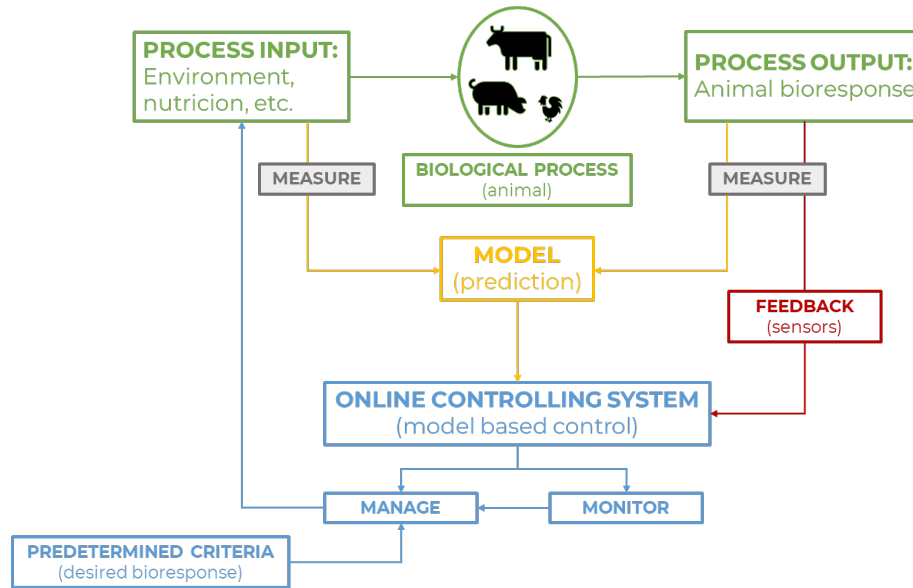 PROCESS INPUT:
Environment,
nutricion, etc.
PROCESS OUTPUT:
Animal bioresponse
MEASURE
BIOLOGICAL PROCESS
(animal)
MEASURE
MODEL
(prediction)
FEEDBACK
(sensors)
ONLINE CONTROLLING SYSTEM
(model based control)
MANAGE
MONITOR
PREDETERMINED CRITERIA
(desired bioresponse)